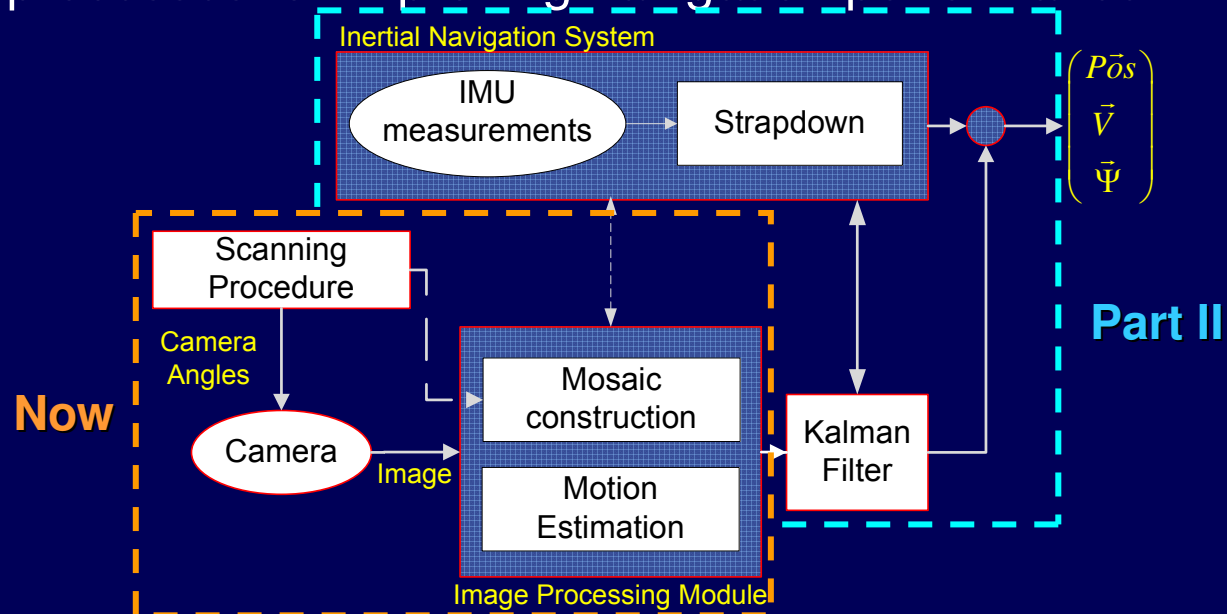 Inertial Navigation System
IMU
measurements
Strapdown
Pos
V
Ψ
Scanning
Procedure
Camera
Angles
Part II
Now
Mosaic
construction
Camera
Image
Kalman
Filter
Motion
Estimation
Image Processing Module